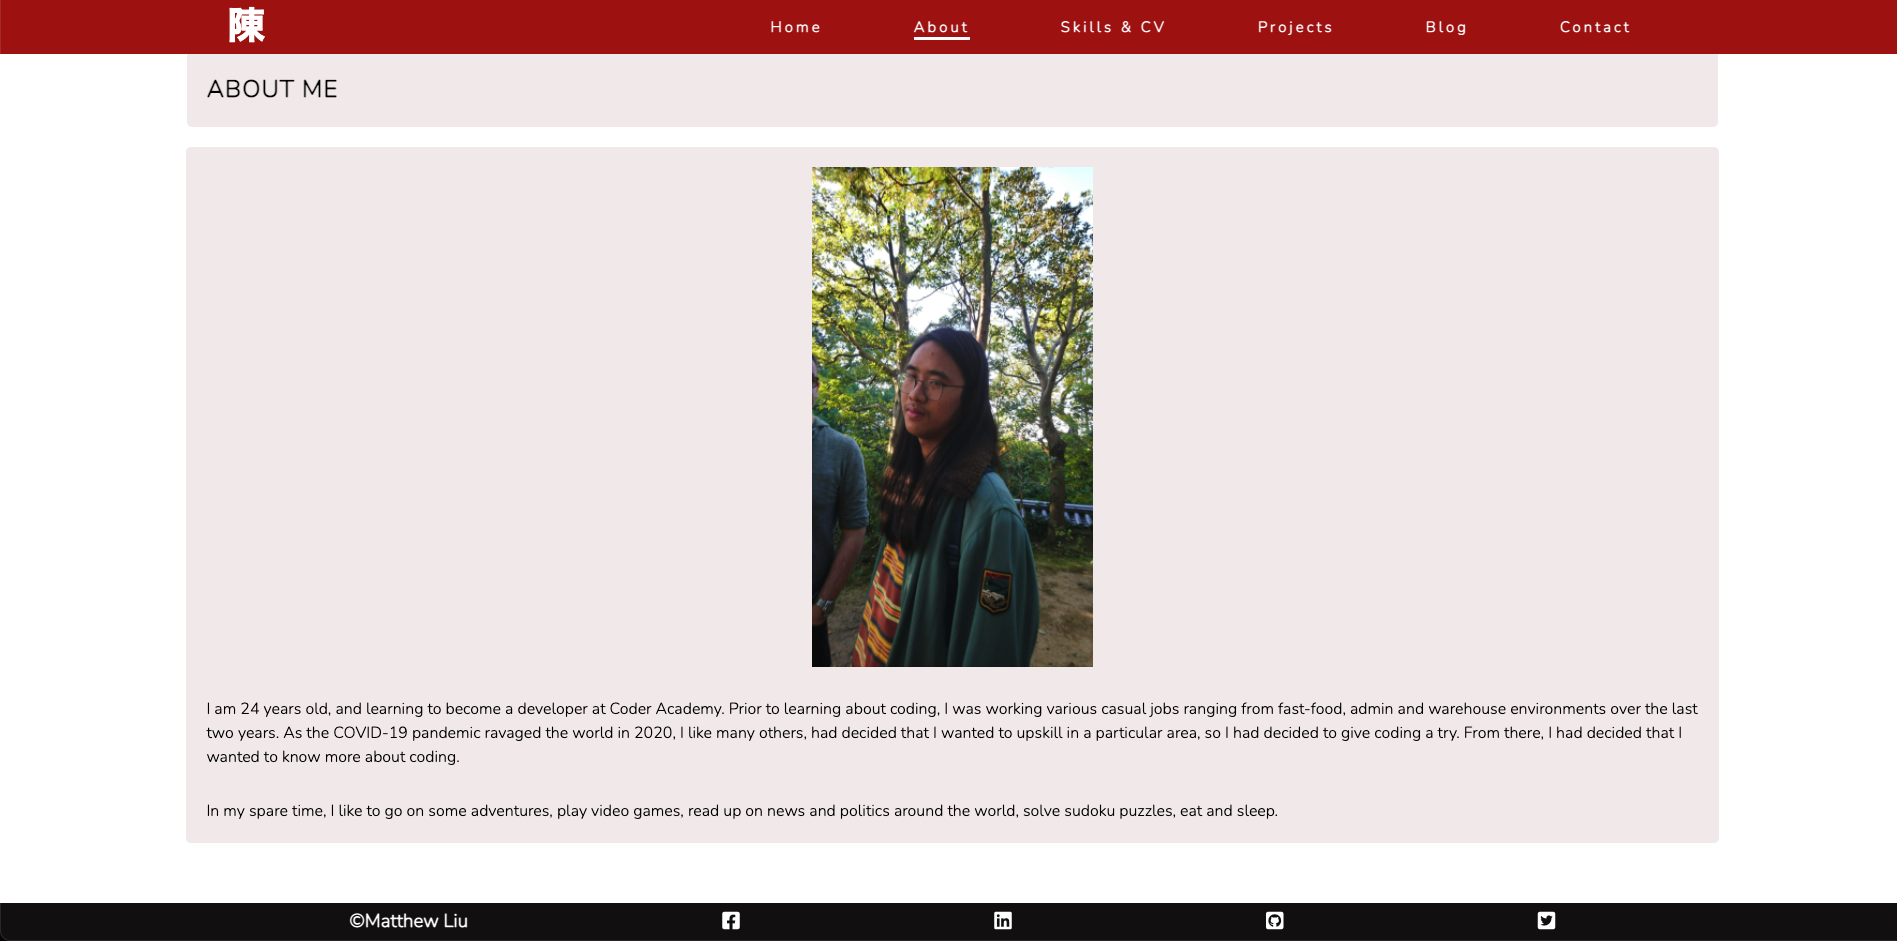 陳
Home
About
Skills & CV
Projects
Blog
Contact
ABOUT ME
I am 24 years old, and learning to become a developer at Coder Academy. Prior to learning about coding, I was working various casual jobs ranging from fast-food, admin and warehouse environments over the last
two years. As the COVID-19 pandemic ravaged the world in 2020, I like many others, had decided that I wanted to upskill in a particular area, so I had decided to give coding a try. From there, I had decided that I
wanted to know more about coding.
In my spare time, I like to go on some adventures, play video games, read up on news and politics around the world, solve sudoku puzzles, eat and sleep.
©Matthew Liu